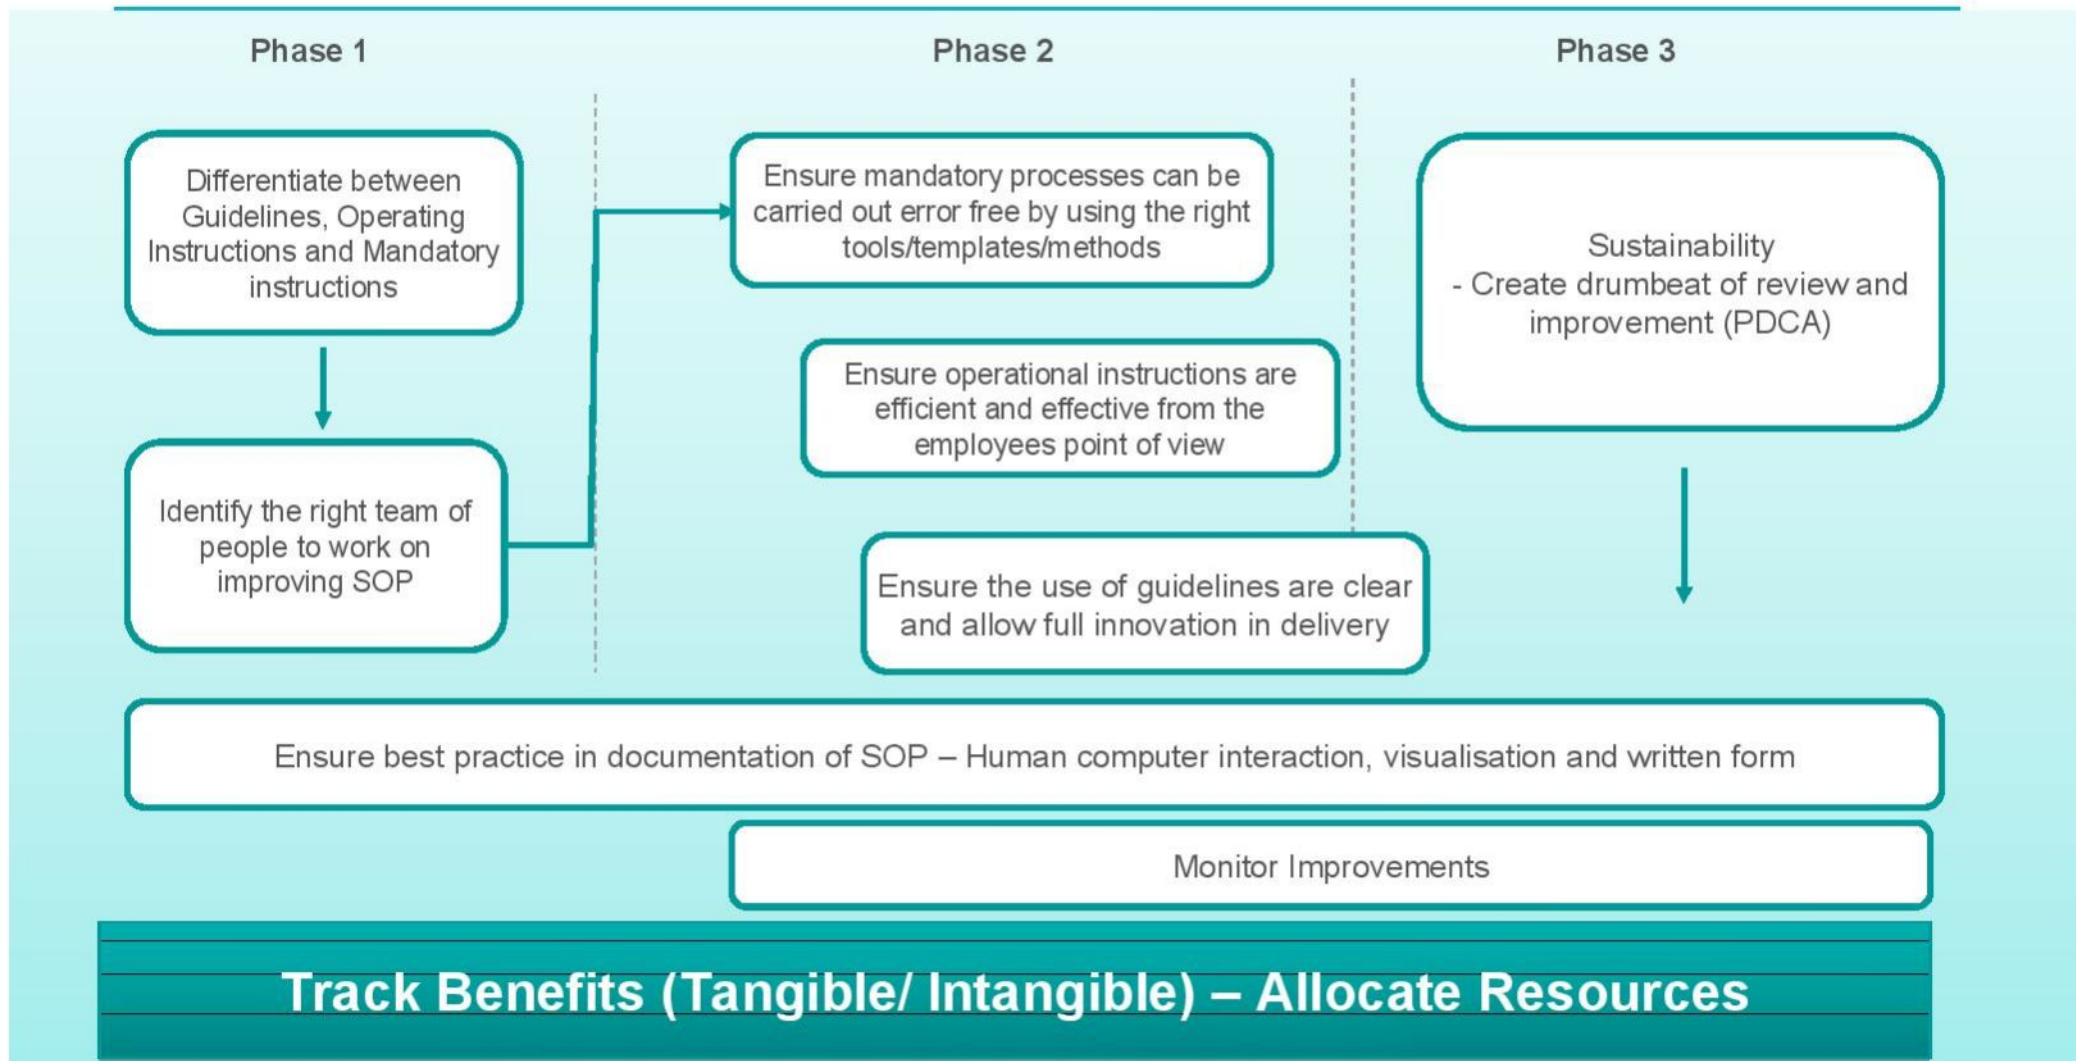 Phase 1
Phase 2
Phase 3
Differentiate between
Guidelines, Operating
Instructions and Mandatory
instructions
Identify the right team of
people to work on
improving SOP
Ensure mandatory processes can be
carried out error free by using the right
tools/templates/methods
Ensure operational instructions are
efficient and effective from the
employees point of view
Ensure the use of guidelines are clear
and allow full innovation in delivery
Sustainability
- Create drumbeat of review and
improvement (PDCA)
Ensure best practice in documentation of SOP – Human computer interaction, visualisation and written form
Monitor Improvements
Track Benefits (Tangible/ Intangible) – Allocate Resources